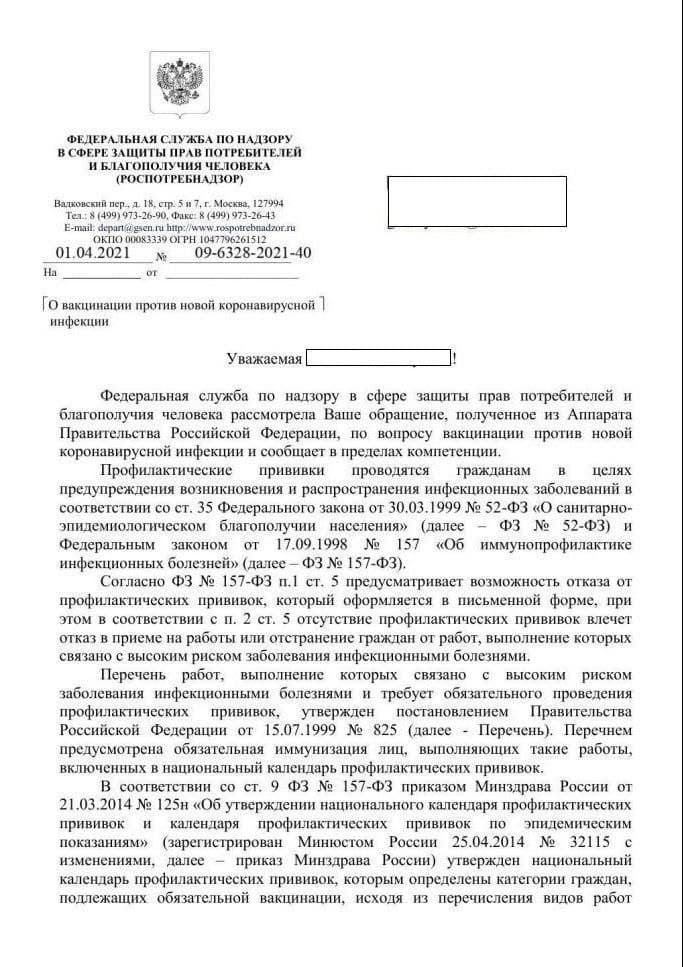 ФЕДЕРАЛЬНАЯ СЛУЖБА ПО НАДЗОРУ
В СФЕРЕ ЗАЩИТЫ ПРАВ ПОТРЕБИТЕЛЕЙ
И БЛАГОПОЛУЧИЯ ЧЕЛОВЕКА
(РОСПОТРЕБНАДЗОР)
Вадковский пер., д. 18, стр. 5 и 7, г. Москва, 127994
Тел.: 8 (499) 973-26-90, Факс: 8 (499) 973-26-43
E-mail: depart@gsen.ru http://www.rospotrebnadzor.ru
ОКПО 00083339 ОГРН 1047796261512
01.04.2021 № 09-6328-2021-40
На от
О вакцинации против новой коронавирусной
инфекции
Уважаемая !
Федеральная служба по надзору в сфере защиты прав потребителей и
благополучия человека рассмотрела Ваше обращение, полученное из Аппарата
Правительства Российской Федерации, по вопросу вакцинации против новой
коронавирусной инфекции и сообщает в пределах компетенции.
Профилактические прививки проводятся гражданам в целях
предупреждения возникновения и распространения инфекционных заболеваний в
соответствии со ст. 35 Федерального закона от 30.03.1999 № 52-ФЗ «О санитарно-
эпидемиологическом благополучии населения» (далее – ФЗ № 52-ФЗ) и
Федеральным законом от 17.09.1998 № 157 «Об иммунопрофилактике
инфекционных болезней» (далее – ФЗ № 157-ФЗ).
Согласно ФЗ № 157-ФЗ п.1 ст. 5 предусматривает возможность отказа от
профилактических прививок, который оформляется в письменной форме, при
этом в соответствии с п. 2 ст. 5 отсутствие профилактических прививок влечет
отказ в приеме на работы или отстранение граждан от работ, выполнение которых
связано с высоким риском заболевания инфекционными болезнями.
Перечень работ, выполнение которых связано с высоким риском
заболевания инфекционными болезнями и требует обязательного проведения
профилактических прививок, утвержден постановлением Правительства
Российской Федерации от 15.07.1999 № 825 (далее - Перечень). Перечнем
предусмотрена обязательная иммунизация лиц, выполняющих такие работы,
включенных в национальный календарь профилактических прививок.
В соответствии со ст. 9 ФЗ № 157-ФЗ приказом Минздрава России от
21.03.2014 № 125н «Об утверждении национального календаря профилактических
прививок и календаря профилактических прививок по эпидемическим
показаниям» (зарегистрирован Минюстом России 25.04.2014 № 32115 с
изменениями, далее – приказ Минздрава России) утвержден национальный
календарь профилактических прививок, которым определены категории граждан,
подлежащих обязательной вакцинации, исходя из перечисления видов работ